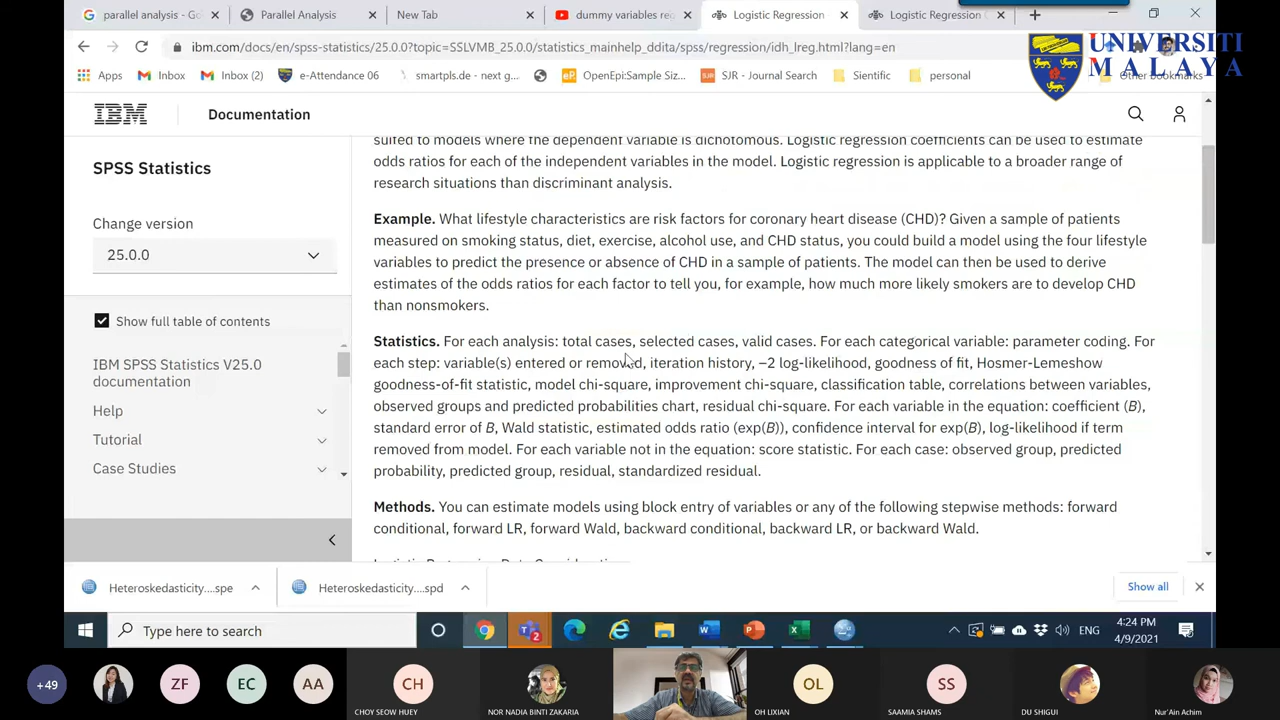 parallel analysis - Go
Parallel Analysis
New Tab
dummy variables re
Logistic Regression
Logistic Regression
ibm.com/docs/en/spss-statistics/25.0.0?topic=SSLVMB_25.0.0/statistics_mainhelp_ddita/spss/regression/idh_lreg.html?lang=en
UNIVERSITI
MALAYA
Apps
Inbox
Inbox (2)
e-Attendance 06
smartpls.de - next g...
OpenEpi:Sample Siz...
SJR - Journal Search
Sientific
personal
Other bookmarks
IBM
Documentation
SPSS Statistics
Change version
25.0.0
Show full table of contents
IBM SPSS Statistics V25.0
documentation
Help
Tutorial
Case Studies
suited to models where the dependent variable is dichotomous. Logistic regression coefficients can be used to estimate
odds ratios for each of the independent variables in the model. Logistic regression is applicable to a broader range of
research situations than discriminant analysis.
Example. What lifestyle characteristics are risk factors for coronary heart disease (CHD)? Given a sample of patients
measured on smoking status, diet, exercise, alcohol use, and CHD status, you could build a model using the four lifestyle
variables to predict the presence or absence of CHD in a sample of patients. The model can then be used to derive
estimates of the odds ratios for each factor to tell you, for example, how much more likely smokers are to develop CHD
than nonsmokers.
Statistics. For each analysis: total cases, selected cases, valid cases. For each categorical variable: parameter coding. For
each step: variable(s) entered or removed, iteration history, –2 log-likelihood, goodness of fit, Hosmer-Lemeshow
goodness-of-fit statistic, model chi-square, improvement chi-square, classification table, correlations between variables,
observed groups and predicted probabilities chart, residual chi-square. For each variable in the equation: coefficient (B),
standard error of B, Wald statistic, estimated odds ratio (exp(B)), confidence interval for exp(B), log-likelihood if term
removed from model. For each variable not in the equation: score statistic. For each case: observed group, predicted
probability, predicted group, residual, standardized residual.
Methods. You can estimate models using block entry of variables or any of the following stepwise methods: forward
conditional, forward LR, forward Wald, backward conditional, backward LR, or backward Wald.
Heteroskedasticity....spe
Heteroskedasticity....spd
Show all
Type here to search
2
ENG
4:24 PM
4/9/2021
+49
ZF
EC
AA
CH
CHOY SEOW HUEY
NOR NADIA BINTI ZAKARIA
OL
OH LIXIAN
SS
SAAMIA SHAMS
DU SHIGUI
Nur'Ain Achim